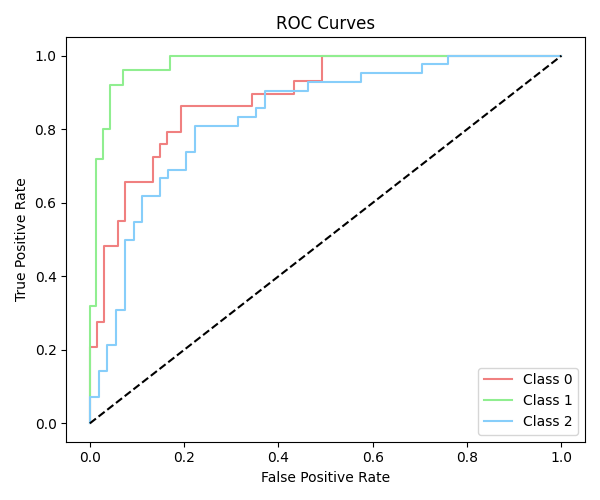 ROC Curves
True Positive Rate
1.0
0.8
0.6
0.4
0.2
0.0
0.0 0.2 0.4 0.6 0.8 1.0
False Positive Rate
Class 0
Class 1
Class 2